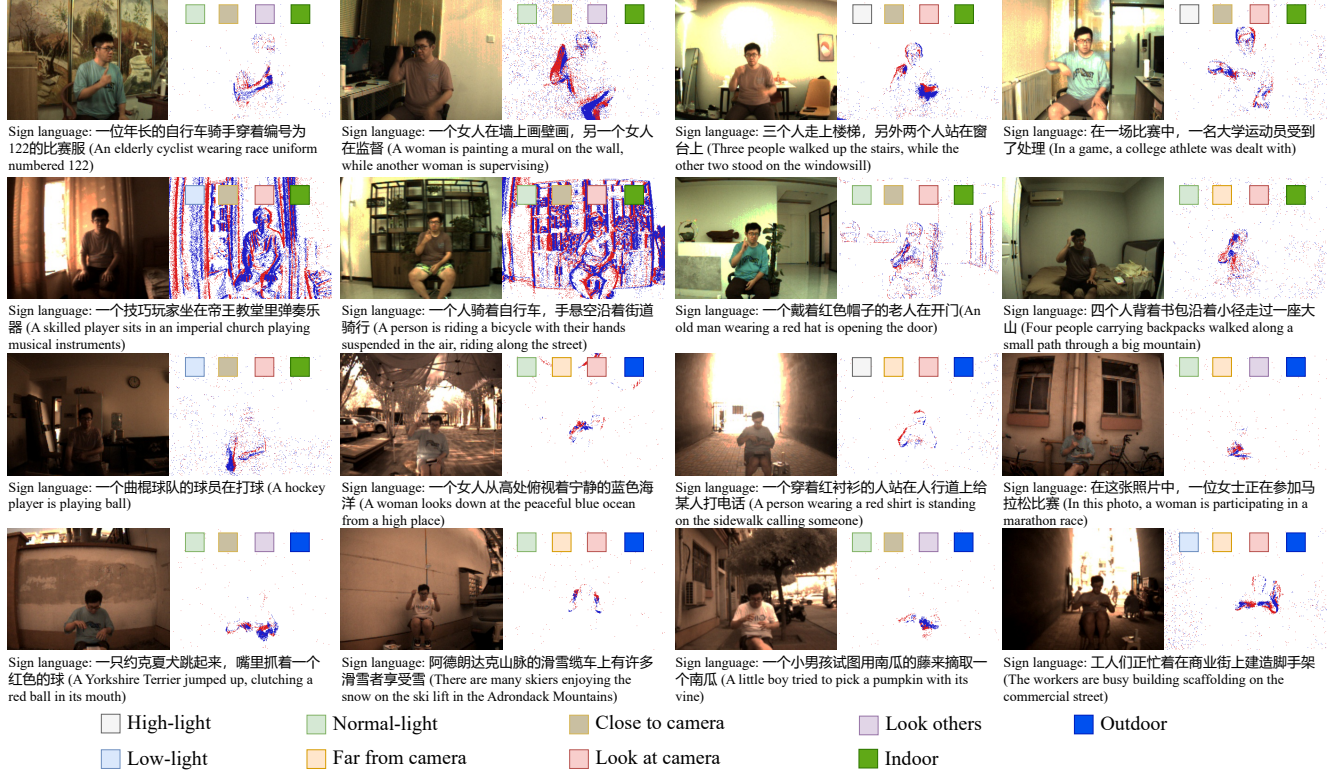 Sign language: 一位年长的自行车骑手穿着编号为
122的比赛服 (An elderly cyclist wearing race uniform
numbered 122)
Sign language: 一个女人在墙上画壁画，另一个女人
在监督 (A woman is painting a mural on the wall,
while another woman is supervising)
Sign language: 三个人走上楼梯，另外两个人站在窗
台上 (Three people walked up the stairs, while the
other two stood on the windowsill)
Sign language: 在一场比赛中，一名大学运动员受到
了处理 (In a game, a college athlete was dealt with)
Sign language: 一个技巧玩家坐在帝王教堂里弹奏乐
器 (A skilled player sits in an imperial church playing
musical instruments)
Sign language: 一个人骑着自行车，手悬空沿着街道
骑行 (A person is riding a bicycle with their hands
suspended in the air, riding along the street)
Sign language: 一个戴着红色帽子的老人在开门(An
old man wearing a red hat is opening the door)
Sign language: 四个人背着书包沿着小径走过一座大
山 (Four people carrying backpacks walked along a
small path through a big mountain)
Sign language: 一个曲棍球队的球员在打球 (A hockey
player is playing ball)
Sign language: 一个女人从高处俯视着宁静的蓝色海
洋 (A woman looks down at the peaceful blue ocean
from a high place)
Sign language: 一个穿着红衬衫的人站在人行道上给
某人打电话 (A person wearing a red shirt is standing
on the sidewalk calling someone)
Sign language: 在这张照片中，一位女士正在参加马
拉松比赛 (In this photo, a woman is participating in a
marathon race)
Sign language: 一只约克夏犬跳起来，嘴里抓着一个
红色的球 (A Yorkshire Terrier jumped up, clutching a
red ball in its mouth)
Sign language: 阿德朗达克山脉的滑雪缆车上有许多
滑雪者享受雪 (There are many skiers enjoying the
snow on the ski lift in the Adrondack Mountains)
Sign language: 一个小男孩试图用南瓜的藤来摘取一
个南瓜 (A little boy tried to pick a pumpkin with its
vine)
Sign language: 工人们正忙着在商业街上建造脚手架
(The workers are busy building scaffolding on the
commercial street)
High-light
Normal-light
Close to camera
Look others
Outdoor
Low-light
Far from camera
Look at camera
Indoor